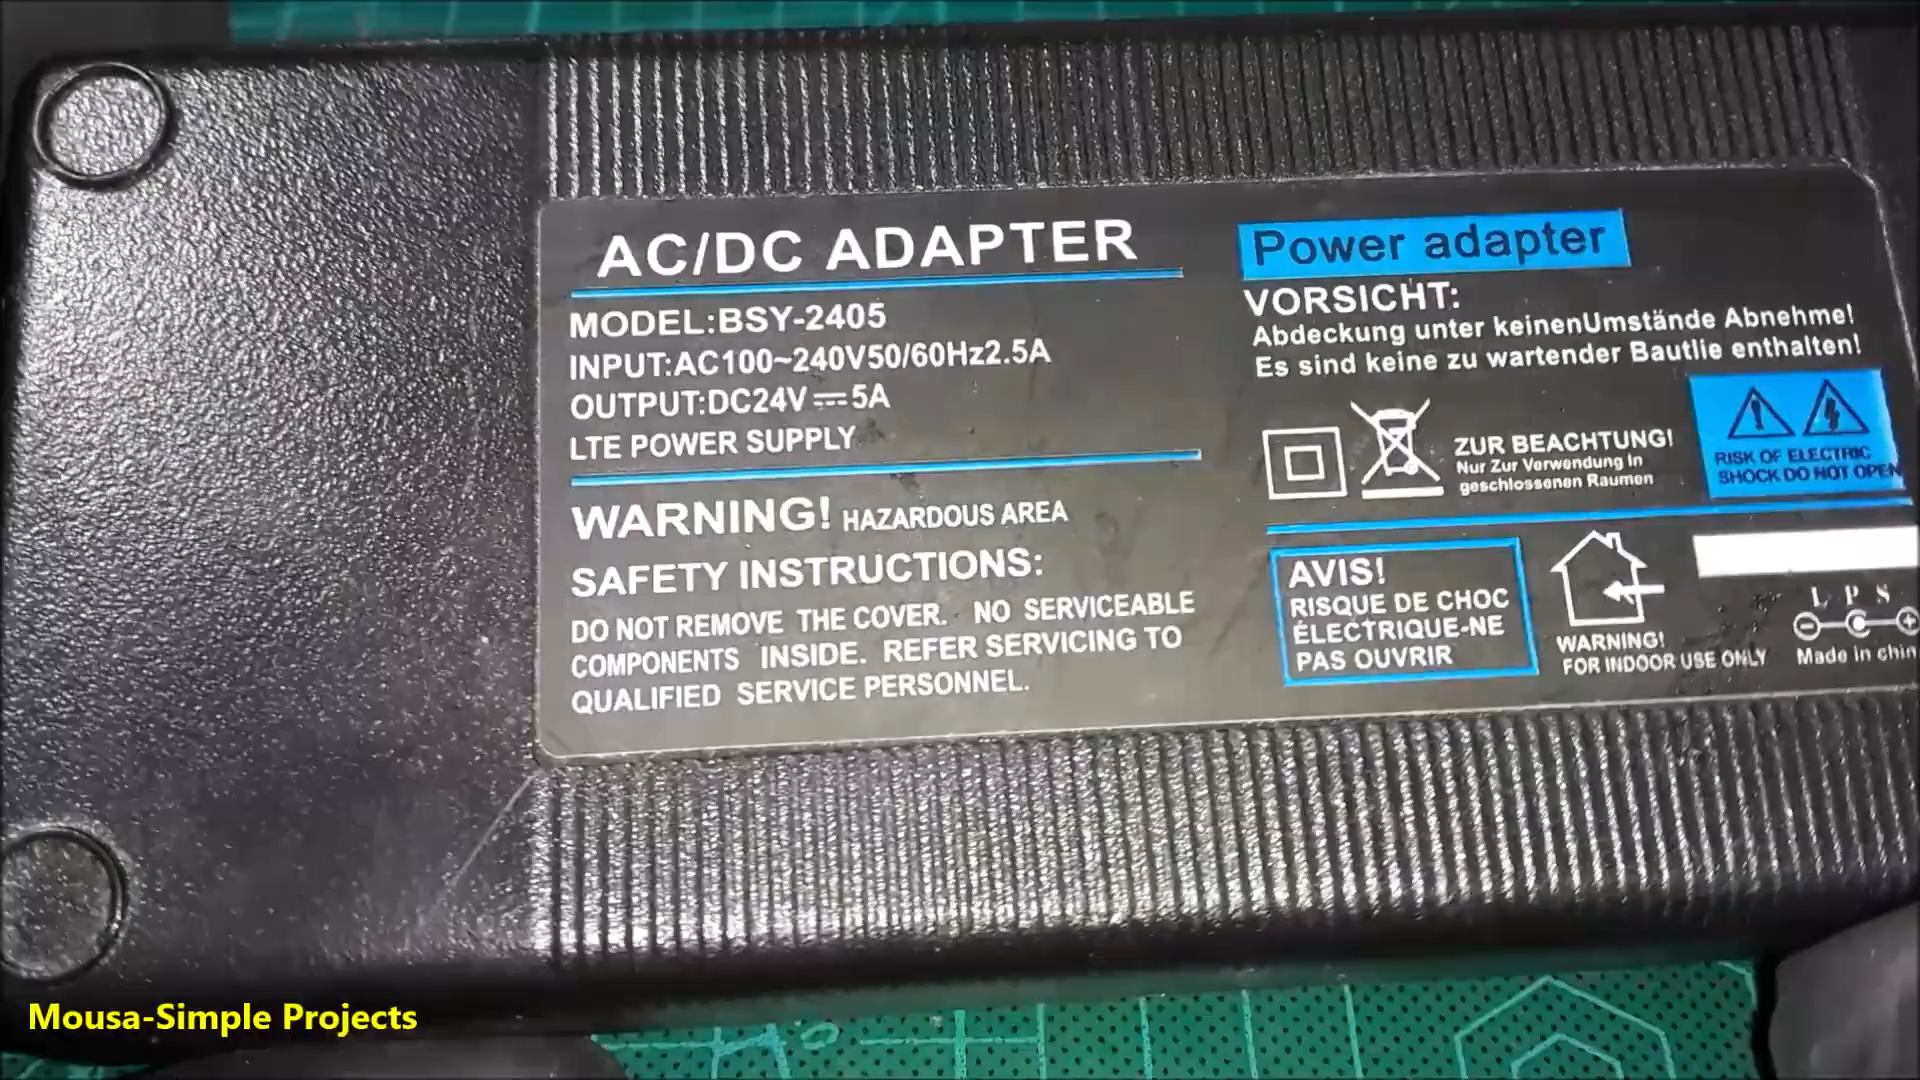 AC/DC ADAPTER
MODEL:BSY-2405
INPUT:AC100~240V50/60Hz2.5A
OUTPUT:DC24V⎓5A
LTE POWER SUPPLY
WARNING! HAZARDOUS AREA
SAFETY INSTRUCTIONS:
DO NOT REMOVE THE COVER. NO SERVICEABLE
COMPONENTS INSIDE. REFER SERVICING TO
QUALIFIED SERVICE PERSONNEL.
Power adapter
VORSICHT:
Abdeckung unter keinenUmstände Abnehme!
Es sind keine zu wartender Bautlie enthalten!
ZUR BEACHTUNG!
Nur Zur Verwendung In
geschlossenen Raumen
RISK OF ELECTRIC
SHOCK DO NOT OPEN
AVIS!
RISQUE DE CHOC
ÉLECTRIQUE-NE
PAS OUVRIR
WARNING!
FOR INDOOR USE ONLY
L P S
Made in chin
Mousa-Simple Projects